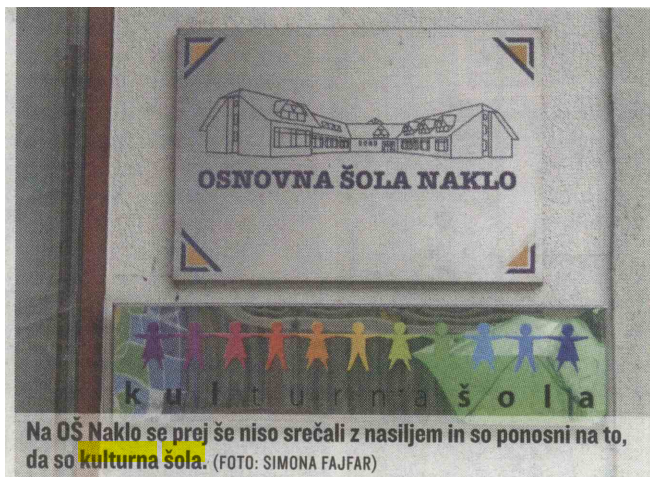 OSNOVNA ŠOLA NAKLO
kulturna šola
Na OŠ Naklo se prej še niso srečali z nasiljem in so ponosni na to,
da so kulturna šola. (FOTO: SIMONA FAJFAR)